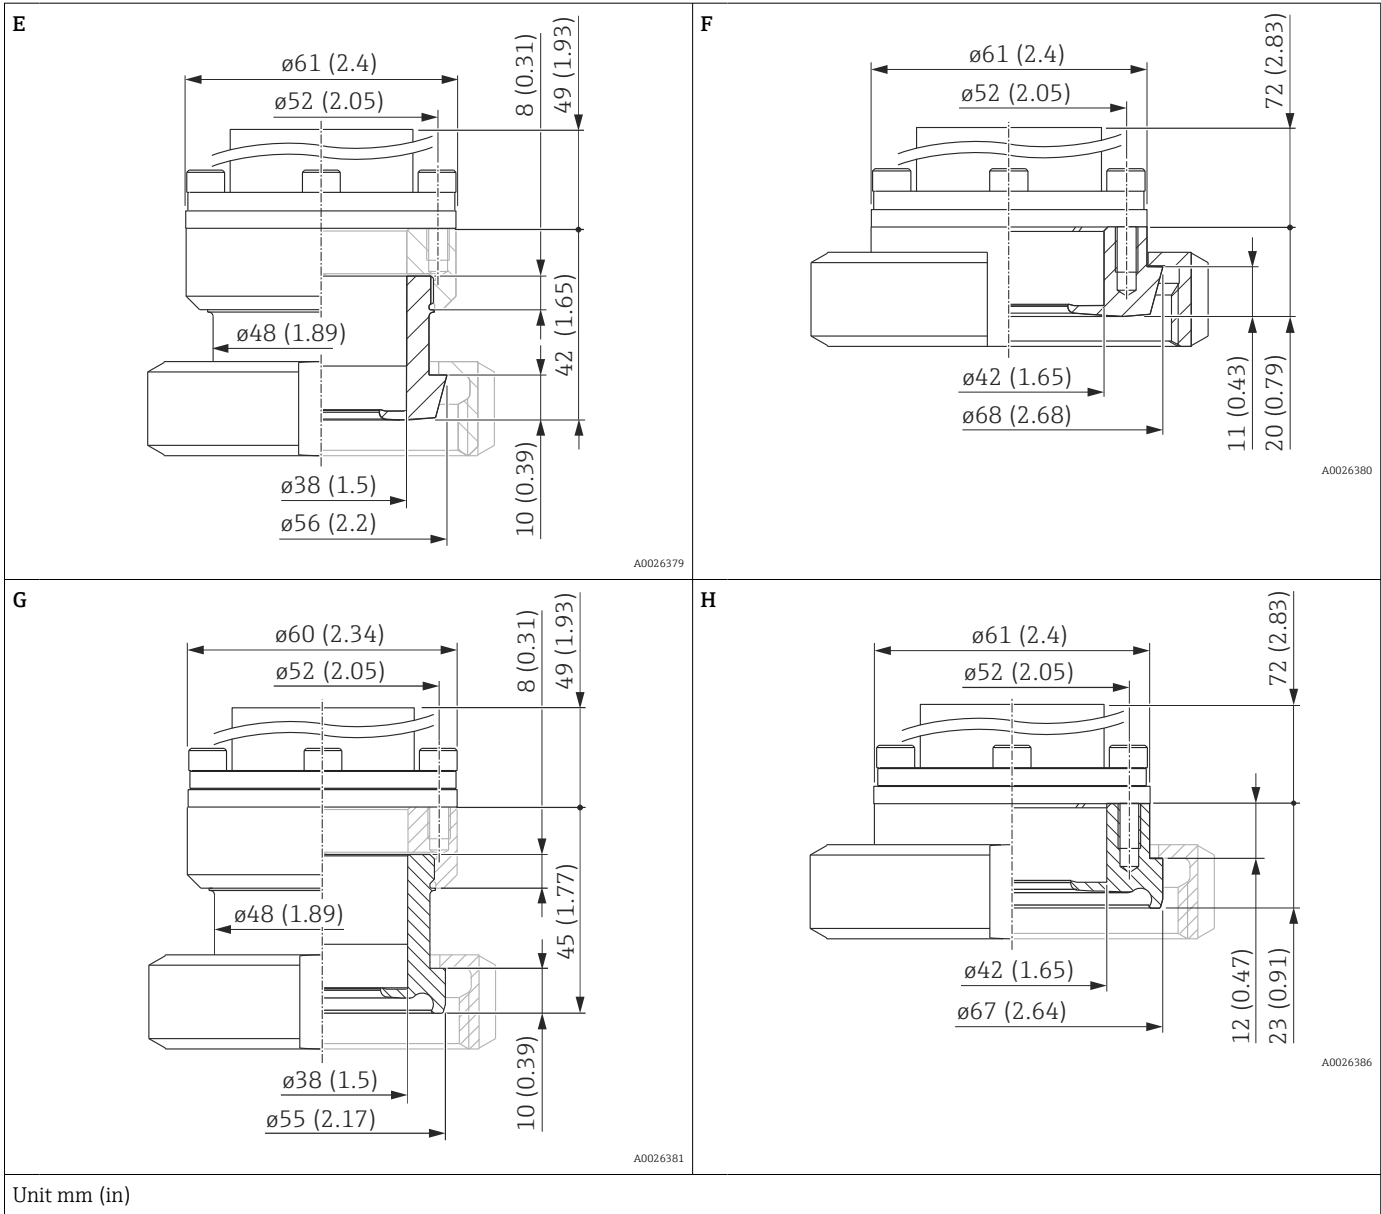 E
ø61 (2.4)
ø52 (2.05)
8 (0.31)
49 (1.93)
ø48 (1.89)
42 (1.65)
ø38 (1.5)
ø56 (2.2)
10 (0.39)
A0026379
F
ø61 (2.4)
ø52 (2.05)
72 (2.83)
ø42 (1.65)
ø68 (2.68)
11 (0.43)
20 (0.79)
A0026380
G
ø60 (2.34)
ø52 (2.05)
8 (0.31)
49 (1.93)
ø48 (1.89)
45 (1.77)
ø38 (1.5)
ø55 (2.17)
10 (0.39)
A0026381
H
ø61 (2.4)
ø52 (2.05)
72 (2.83)
ø42 (1.65)
ø67 (2.64)
12 (0.47)
23 (0.91)
A0026386
Unit mm (in)